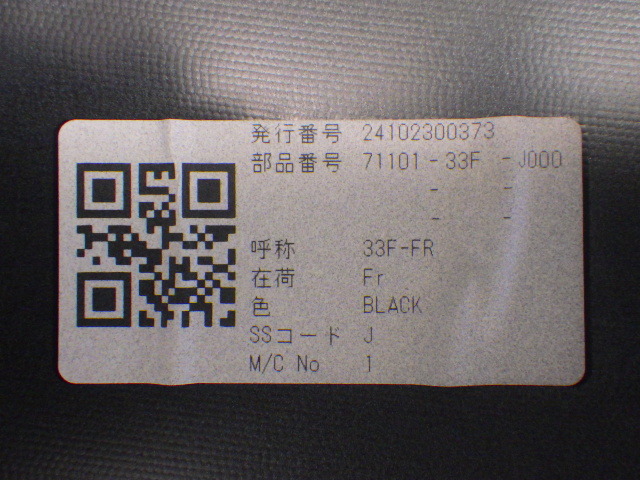 発行番号 24102300373
部品番号 71101-33F -J000
- -
- -
呼称 33F-FR
在荷 Fr
色 BLACK
SSコード J
M/C No 1